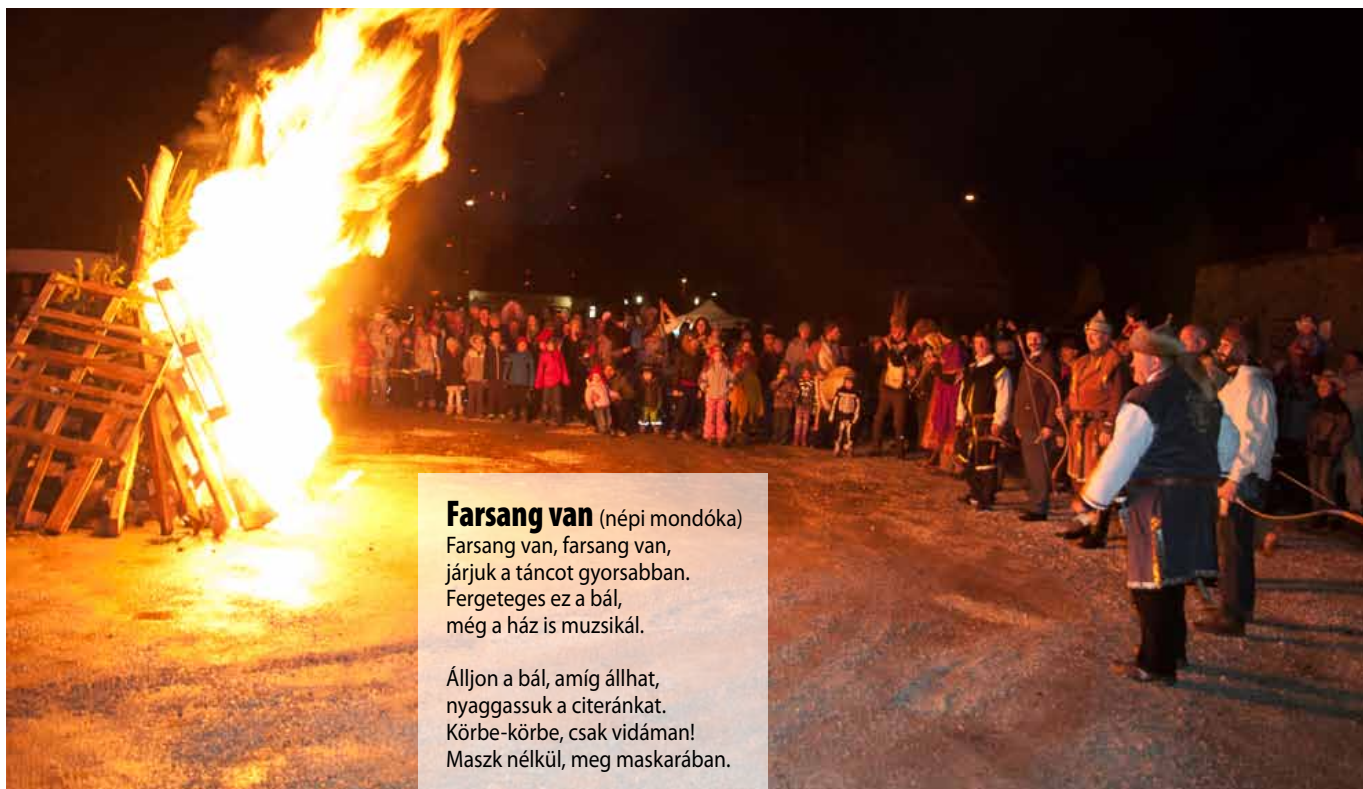 Farsang van (népi mondóka)
Farsang van, farsang van,
járjuk a táncot gyorsabban.
Fergeteges ez a bál,
még a ház is muzsikál.
Álljon a bál, amíg állhat,
nyaggassuk a citeránkat.
Körbe-körbe, csak vidáman!
Maszk nélkül, meg maskarában.